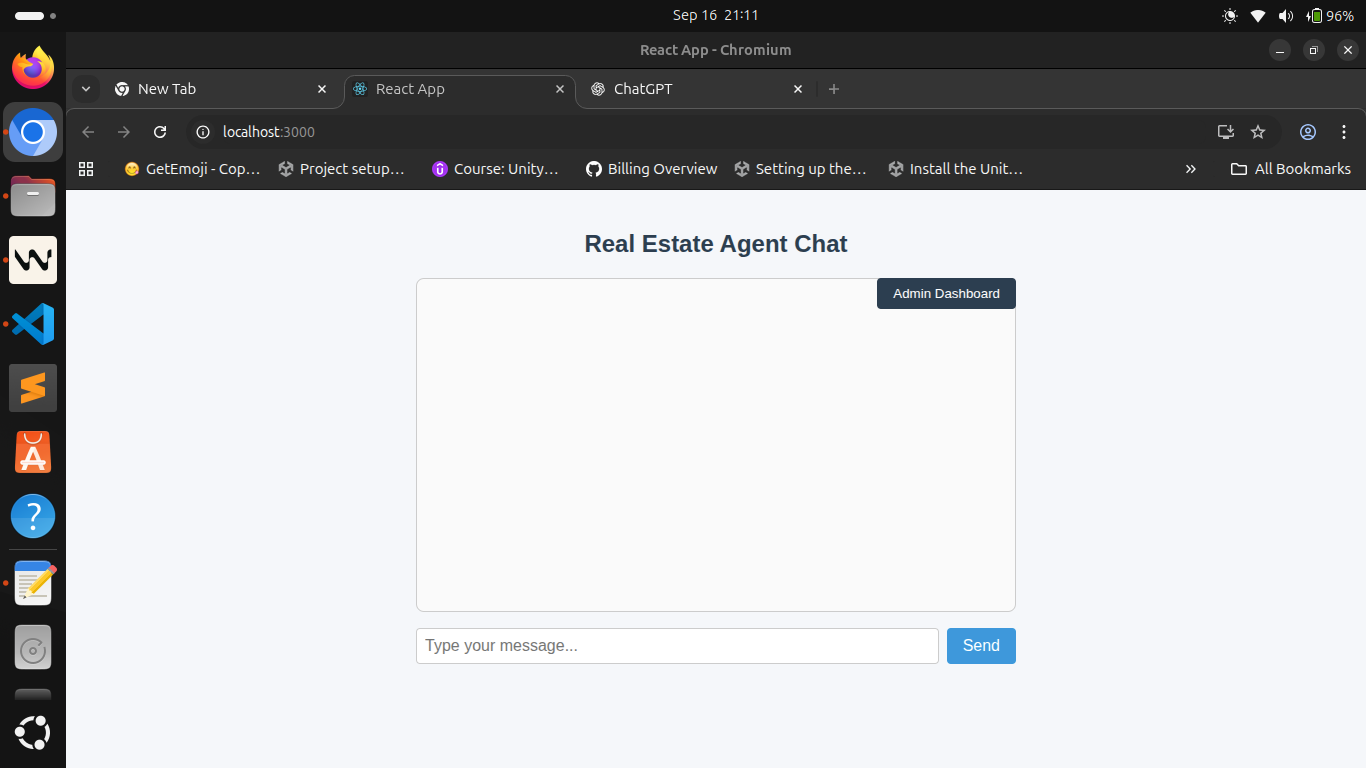 Sep 16 21:11
96%
React App - Chromium
New Tab
React App
ChatGPT
localhost:3000
GetEmoji - Cop…
Project setup…
Course: Unity…
Billing Overview
Setting up the…
Install the Unit…
All Bookmarks
Real Estate Agent Chat
Admin Dashboard
Type your message...
Send